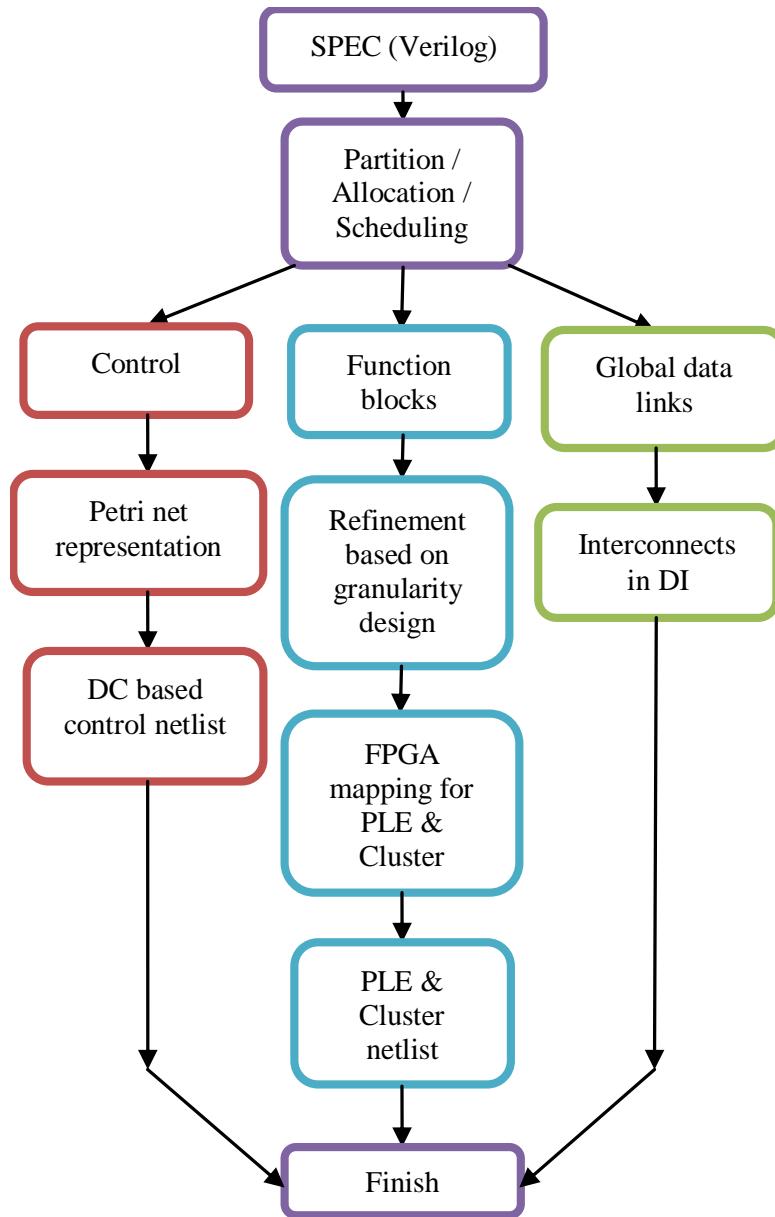 SPEC (Verilog)
Partition /
Allocation /
Scheduling
Control
Function
blocks
Global data
links
Petri net
representation
Refinement
based on
granularity
design
Interconnects
in DI
DC based
control netlist
FPGA
mapping for
PLE &
Cluster
PLE &
Cluster
netlist
Finish